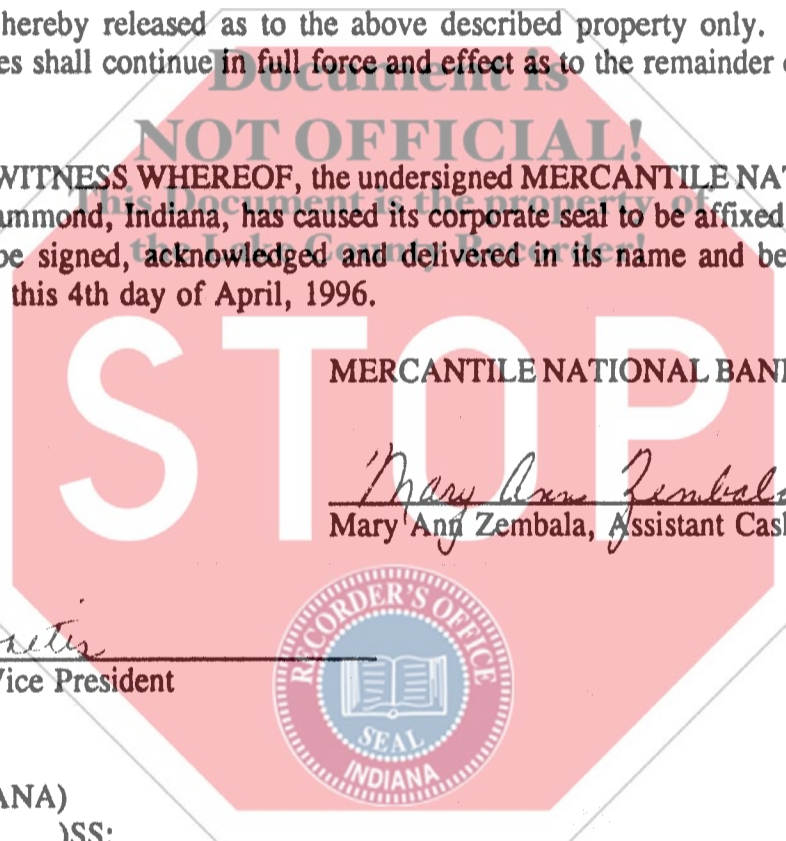 hereby released as to the above described property only.
es shall continue in full force and effect as to the remainder
Document is
NOT OFFICIAL!
WITNESS WHEREOF, the undersigned MERCANTILE NAT
This Document is the property of
ammond, Indiana, has caused its corporate seal to be affixed
the Lake County Recorder!
be signed, acknowledged and delivered in its name and be
this 4th day of April, 1996.
STOP
MERCANTILE NATIONAL BAN
Mary Ann Zembala
Mary Ann Zembala, Assistant Cas
netis
Vice President
RECORDER'S OFFICE
SEAL
INDIANA
ANA)
)SS: